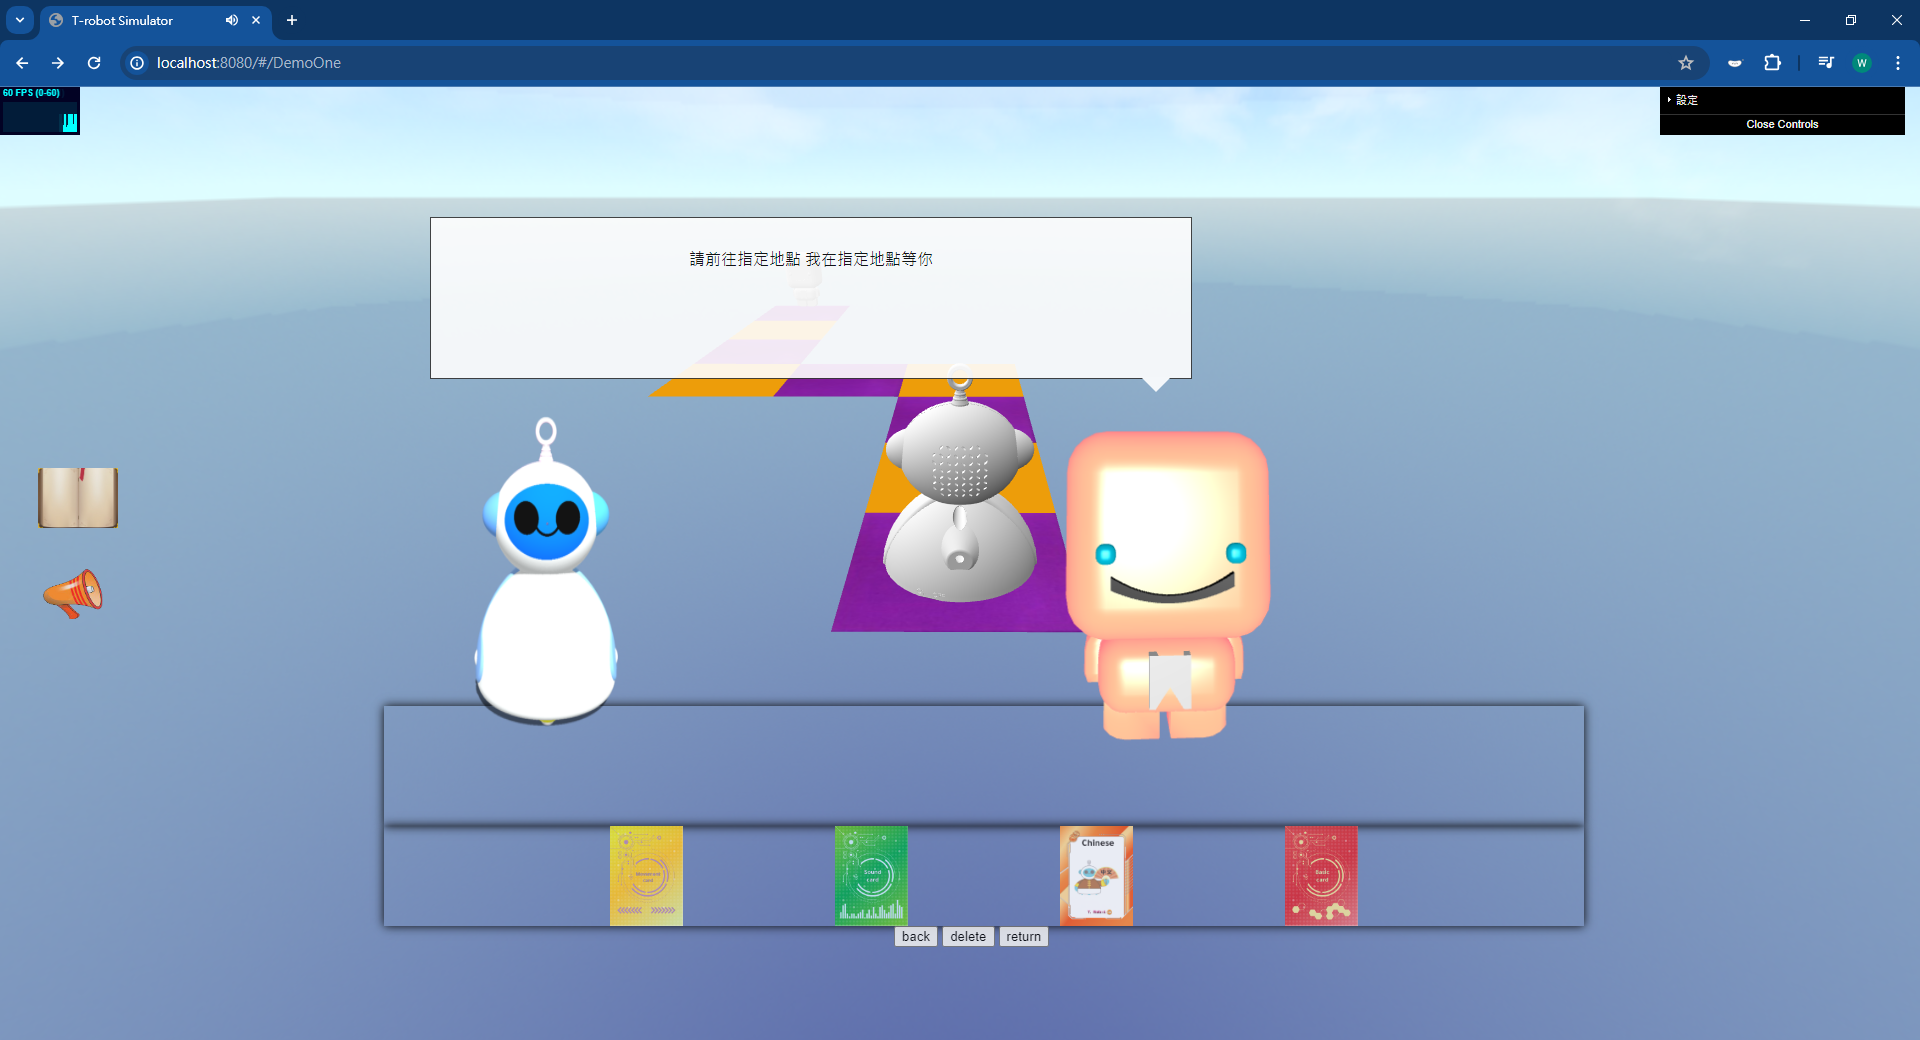 T-robot Simulator
localhost:8080/#/DemoOne
W
60 FPS (0-60)
設定
Close Controls
請前往指定地點 我在指定地點等你
Movement
card
Sound
card
Chinese
Basic
card
back
delete
return